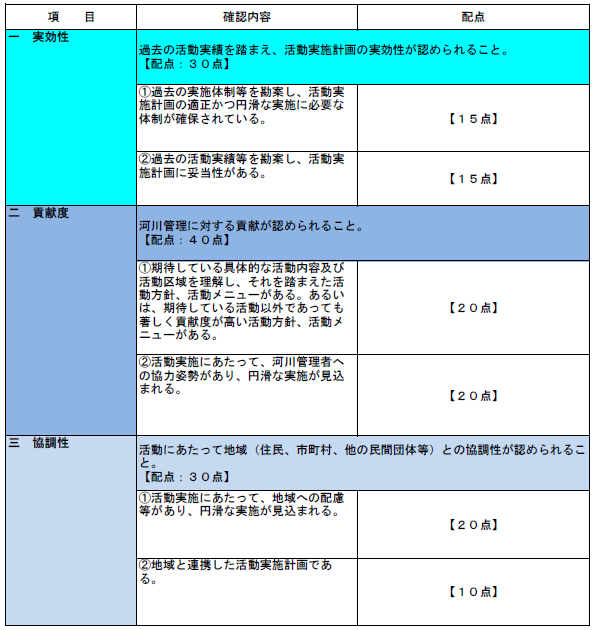 項　　目
確認内容
配点
一　実効性
過去の活動実績を踏まえ、活動実施計画の実効性が認められること。
【配点：３０点】
①過去の実施体制等を勘案し、活動実
施計画の適正かつ円滑な実施に必要な
体制が確保されている。
【１５点】
②過去の活動実績等を勘案し、活動実
施計画に妥当性がある。
【１５点】
二　貢献度
河川管理に対する貢献が認められること。
【配点：４０点】
①期待している具体的な活動内容及び
活動区域を理解し、それを踏まえた活
動方針、活動メニューがある。あるい
は、期待している活動以外であっても
著しく貢献度が高い活動方針、活動メ
ニューがある。
【２０点】
②活動実施にあたって、河川管理者へ
の協力姿勢があり、円滑な実施が見込
まれる。
【２０点】
三　協調性
活動にあたって地域（住民、市町村、他の民間団体等）との協調性が認められるこ
と。
【配点：３０点】
①活動実施にあたって、地域への配慮
等があり、円滑な実施が見込まれる。
【２０点】
②地域と連携した活動実施計画であ
る。
【１０点】